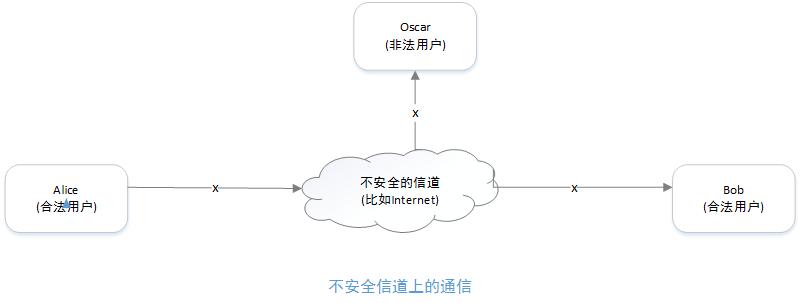 Oscar
(非法用户)
x
Alice
(合法用户)
x
不安全的信道
(比如Internet)
x
Bob
(合法用户)
不安全信道上的通信